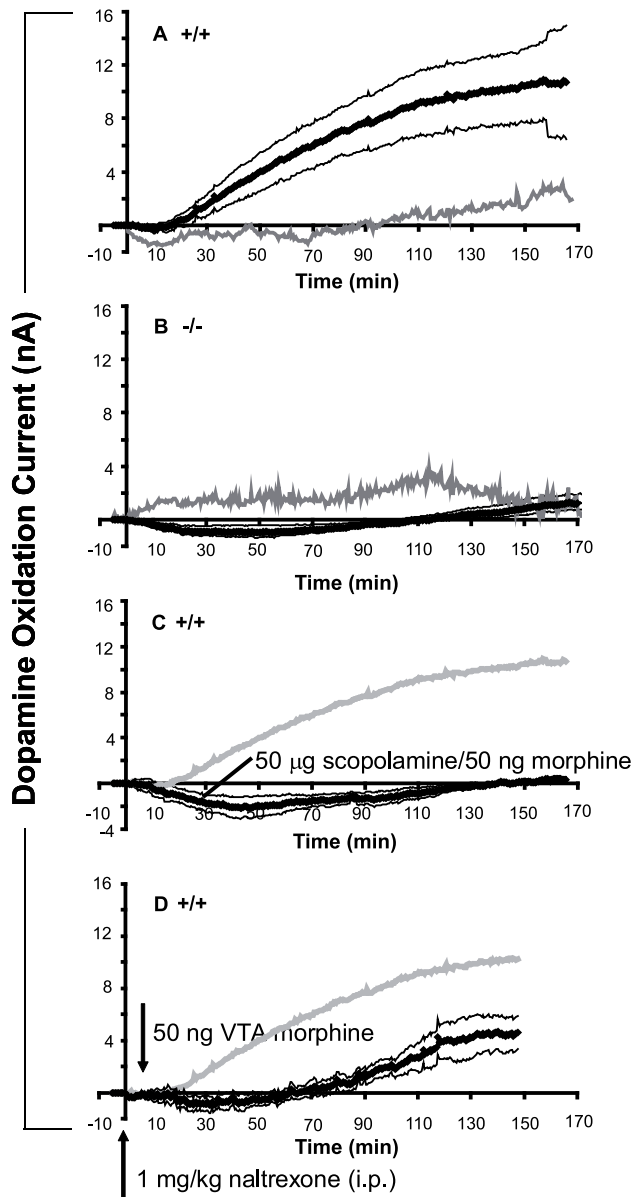 Dopamine Oxidation Current (nA)
A +/+
16
12
8
4
-10 10 30 50 70 90 110 130 150 170
Time (min)
B -/-
16
12
8
4
-10 10 30 50 70 90 110 130 150 170
Time (min)
C +/+
16
12
8
4
50 μg scopolamine/50 ng morphine
-10 10 30 50 70 90 110 130 150 170
-4
Time (min)
D +/+
16
12
8
4
50 ng VTA morphine
-10 10 30 50 70 90 110 130 150 170
Time (min)
1 mg/kg naltrexone (i.p.)